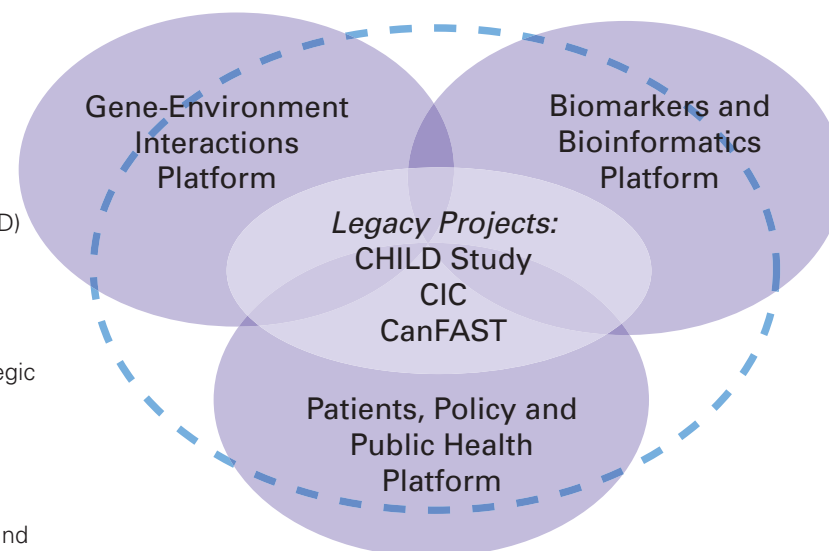 Gene-Environment
Interactions
Platform
Biomarkers and
Bioinformatics
Platform
D)
Legacy Projects:
CHILD Study
CIC
CanFAST
egic
Patients, Policy and
Public Health
Platform
nd